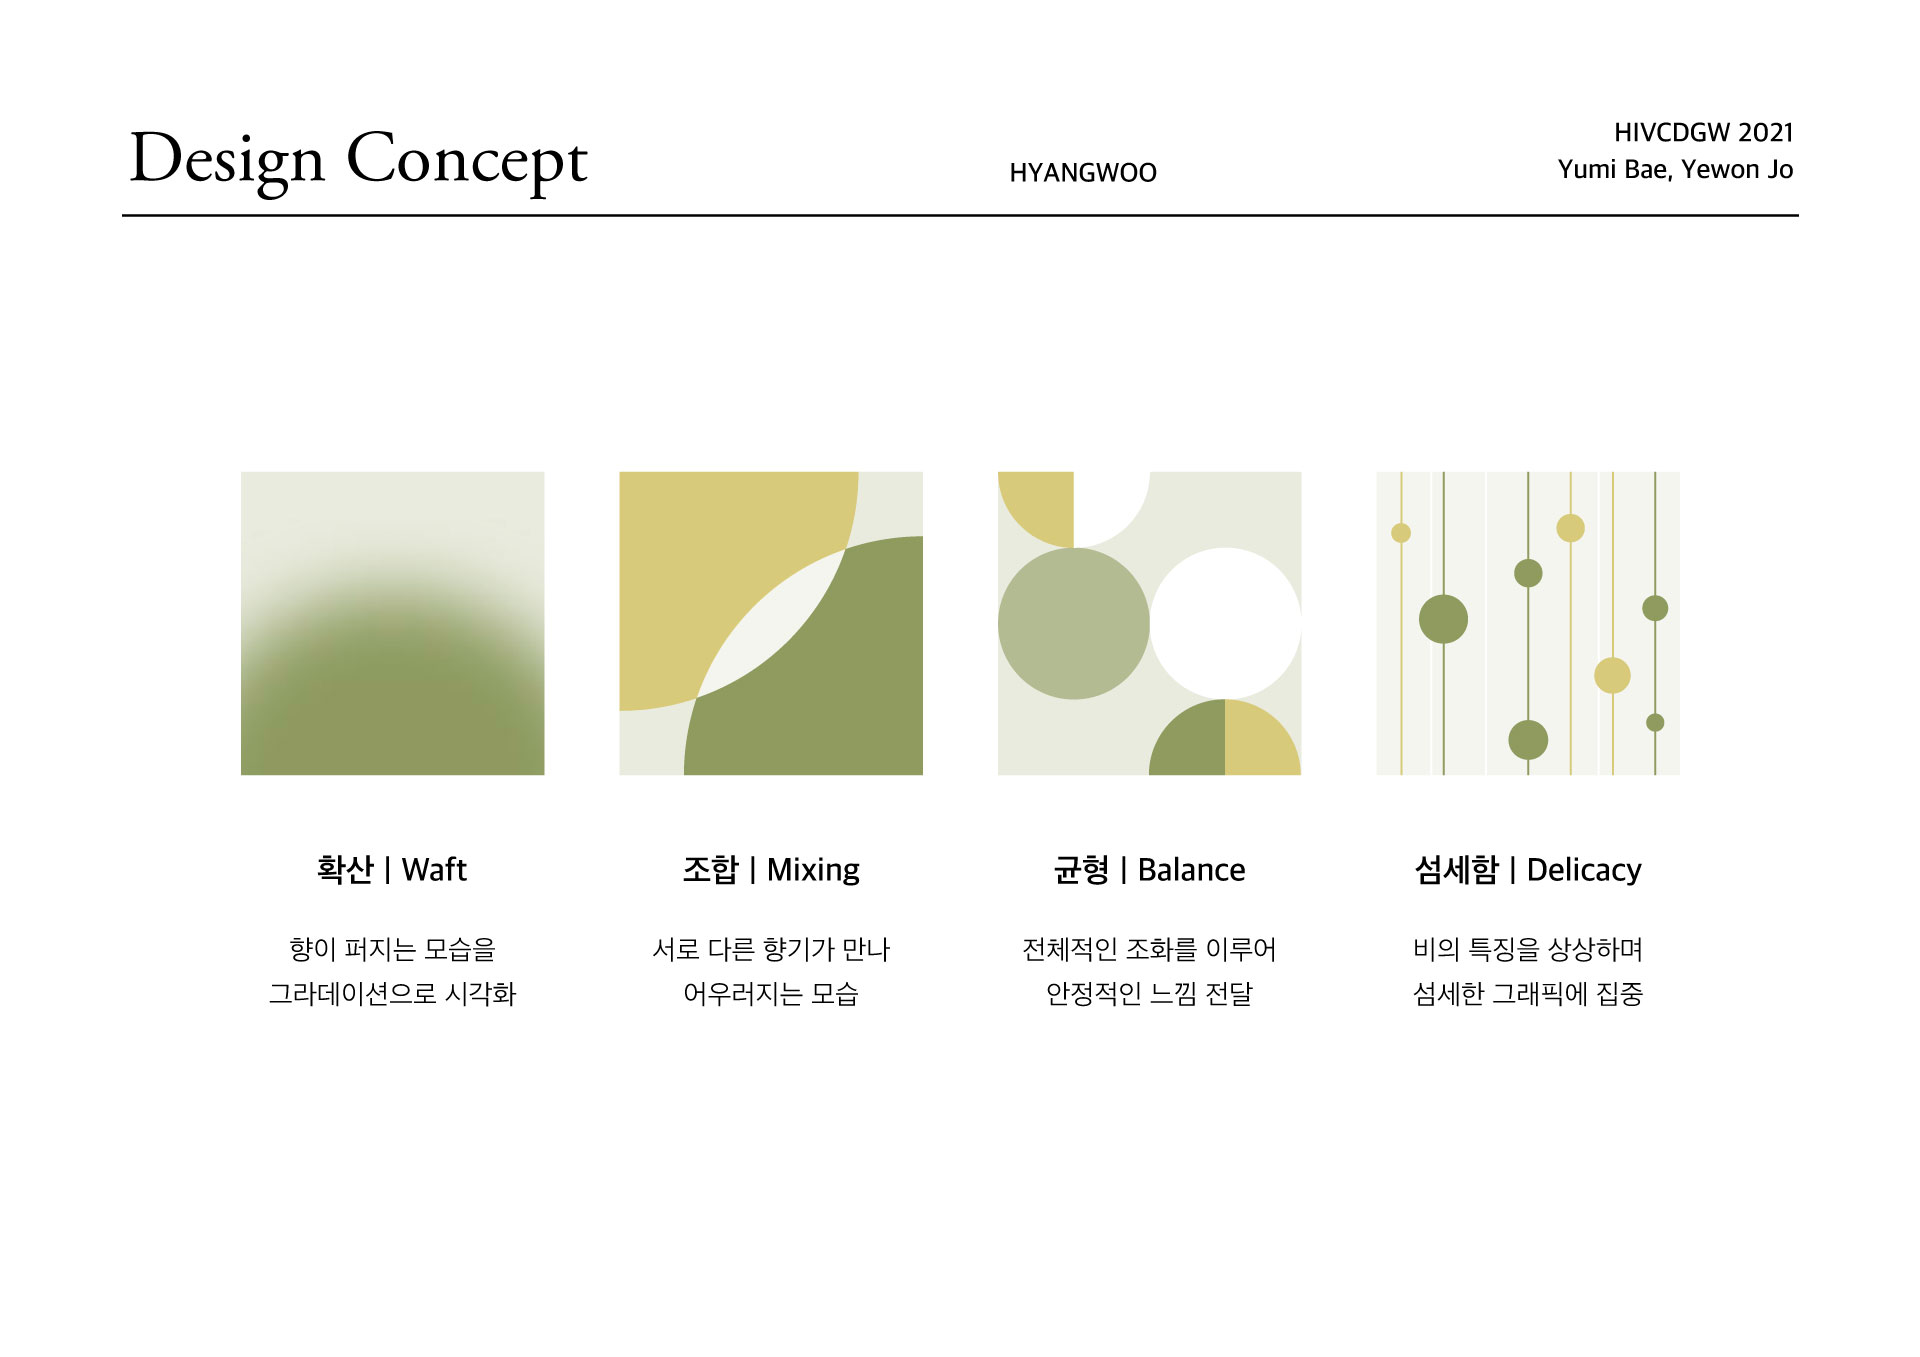 Design Concept
HYANGWOO
HIVCDGW 2021
Yumi Bae, Yewon Jo
확산 | Waft
향이 퍼지는 모습을
그라데이션으로 시각화
조합 | Mixing
서로 다른 향기가 만나
어우러지는 모습
균형 | Balance
전체적인 조화를 이루어
안정적인 느낌 전달
섬세함 | Delicacy
비의 특징을 상상하며
섬세한 그래픽에 집중